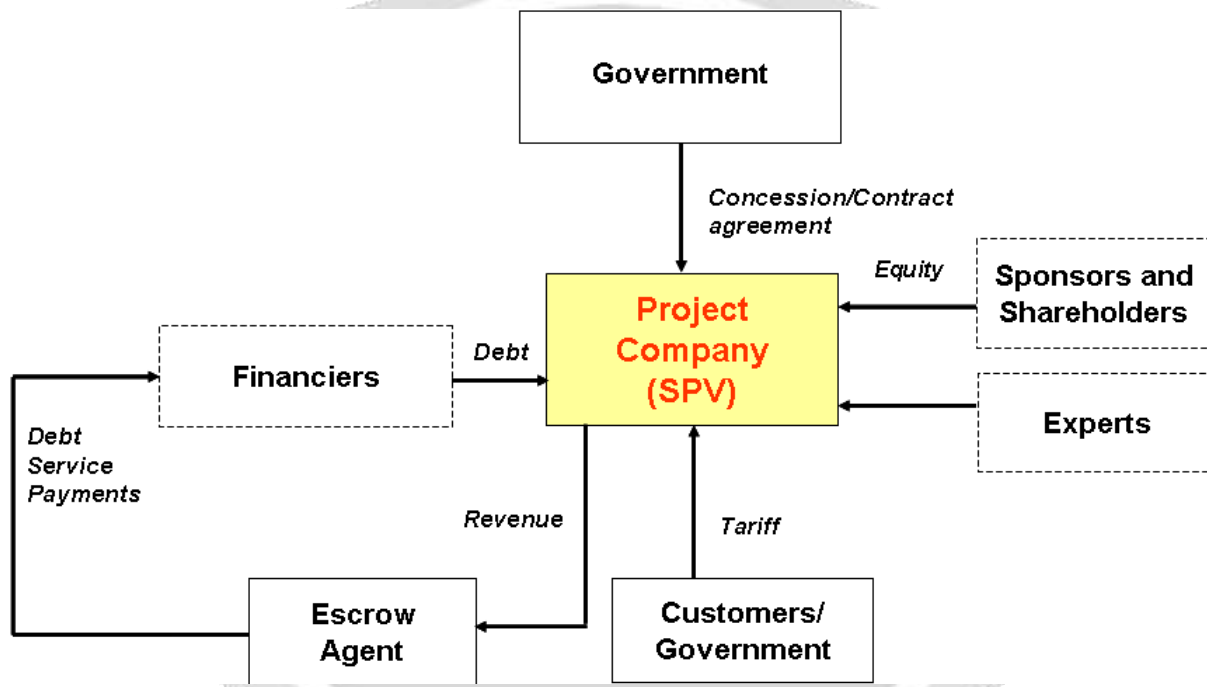 Government
Concession/Contract
agreement
Equity
Sponsors and
Shareholders
Project
Company
(SPV)
Debt
Financiers
Experts
Debt
Service
Payments
Revenue
Tariff
Escrow
Agent
Customers/
Government